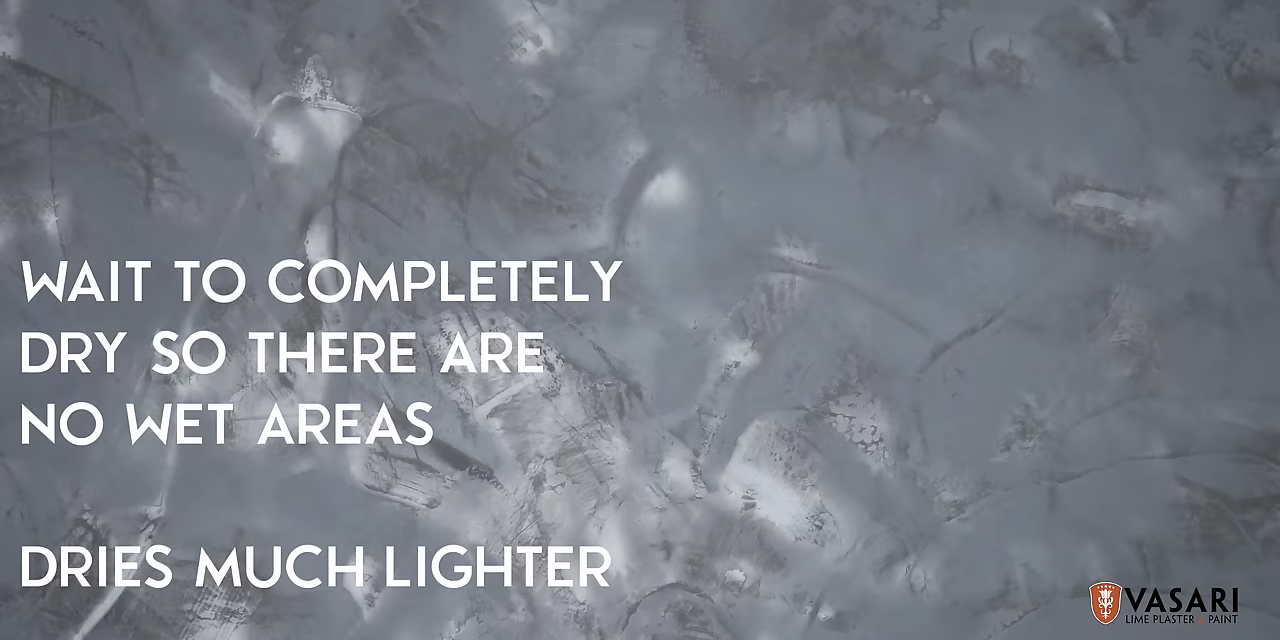 WAIT TO COMPLETELY
DRY SO THERE ARE
NO WET AREAS
DRIES MUCH LIGHTER
VASARI
LIME PLASTER & PAINT